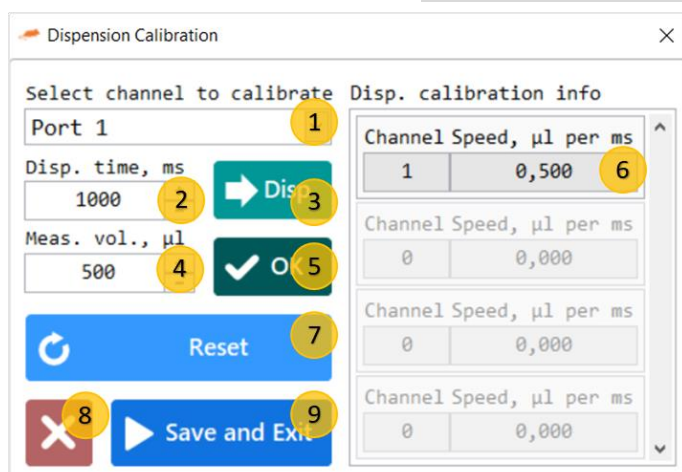 Dispension Calibration
Select channel to calibrate
Port 1
1
Disp. time, ms
1000
2
Disp
3
Meas. vol., µl
500
4
OK
5
Reset
7
8
Save and Exit
9
Disp. calibration info
Channel Speed, µl per ms
1 0,500
6
Channel Speed, µl per ms
0 0,000
Channel Speed, µl per ms
0 0,000
Channel Speed, µl per ms
0 0,000